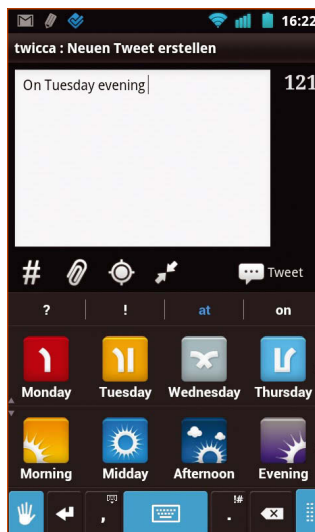 16:22
twicca : Neuen Tweet erstellen
On Tuesday evening
121
# Tweet
? ! at on
Monday Tuesday Wednesday Thursday
Morning Midday Afternoon Evening
, . !#